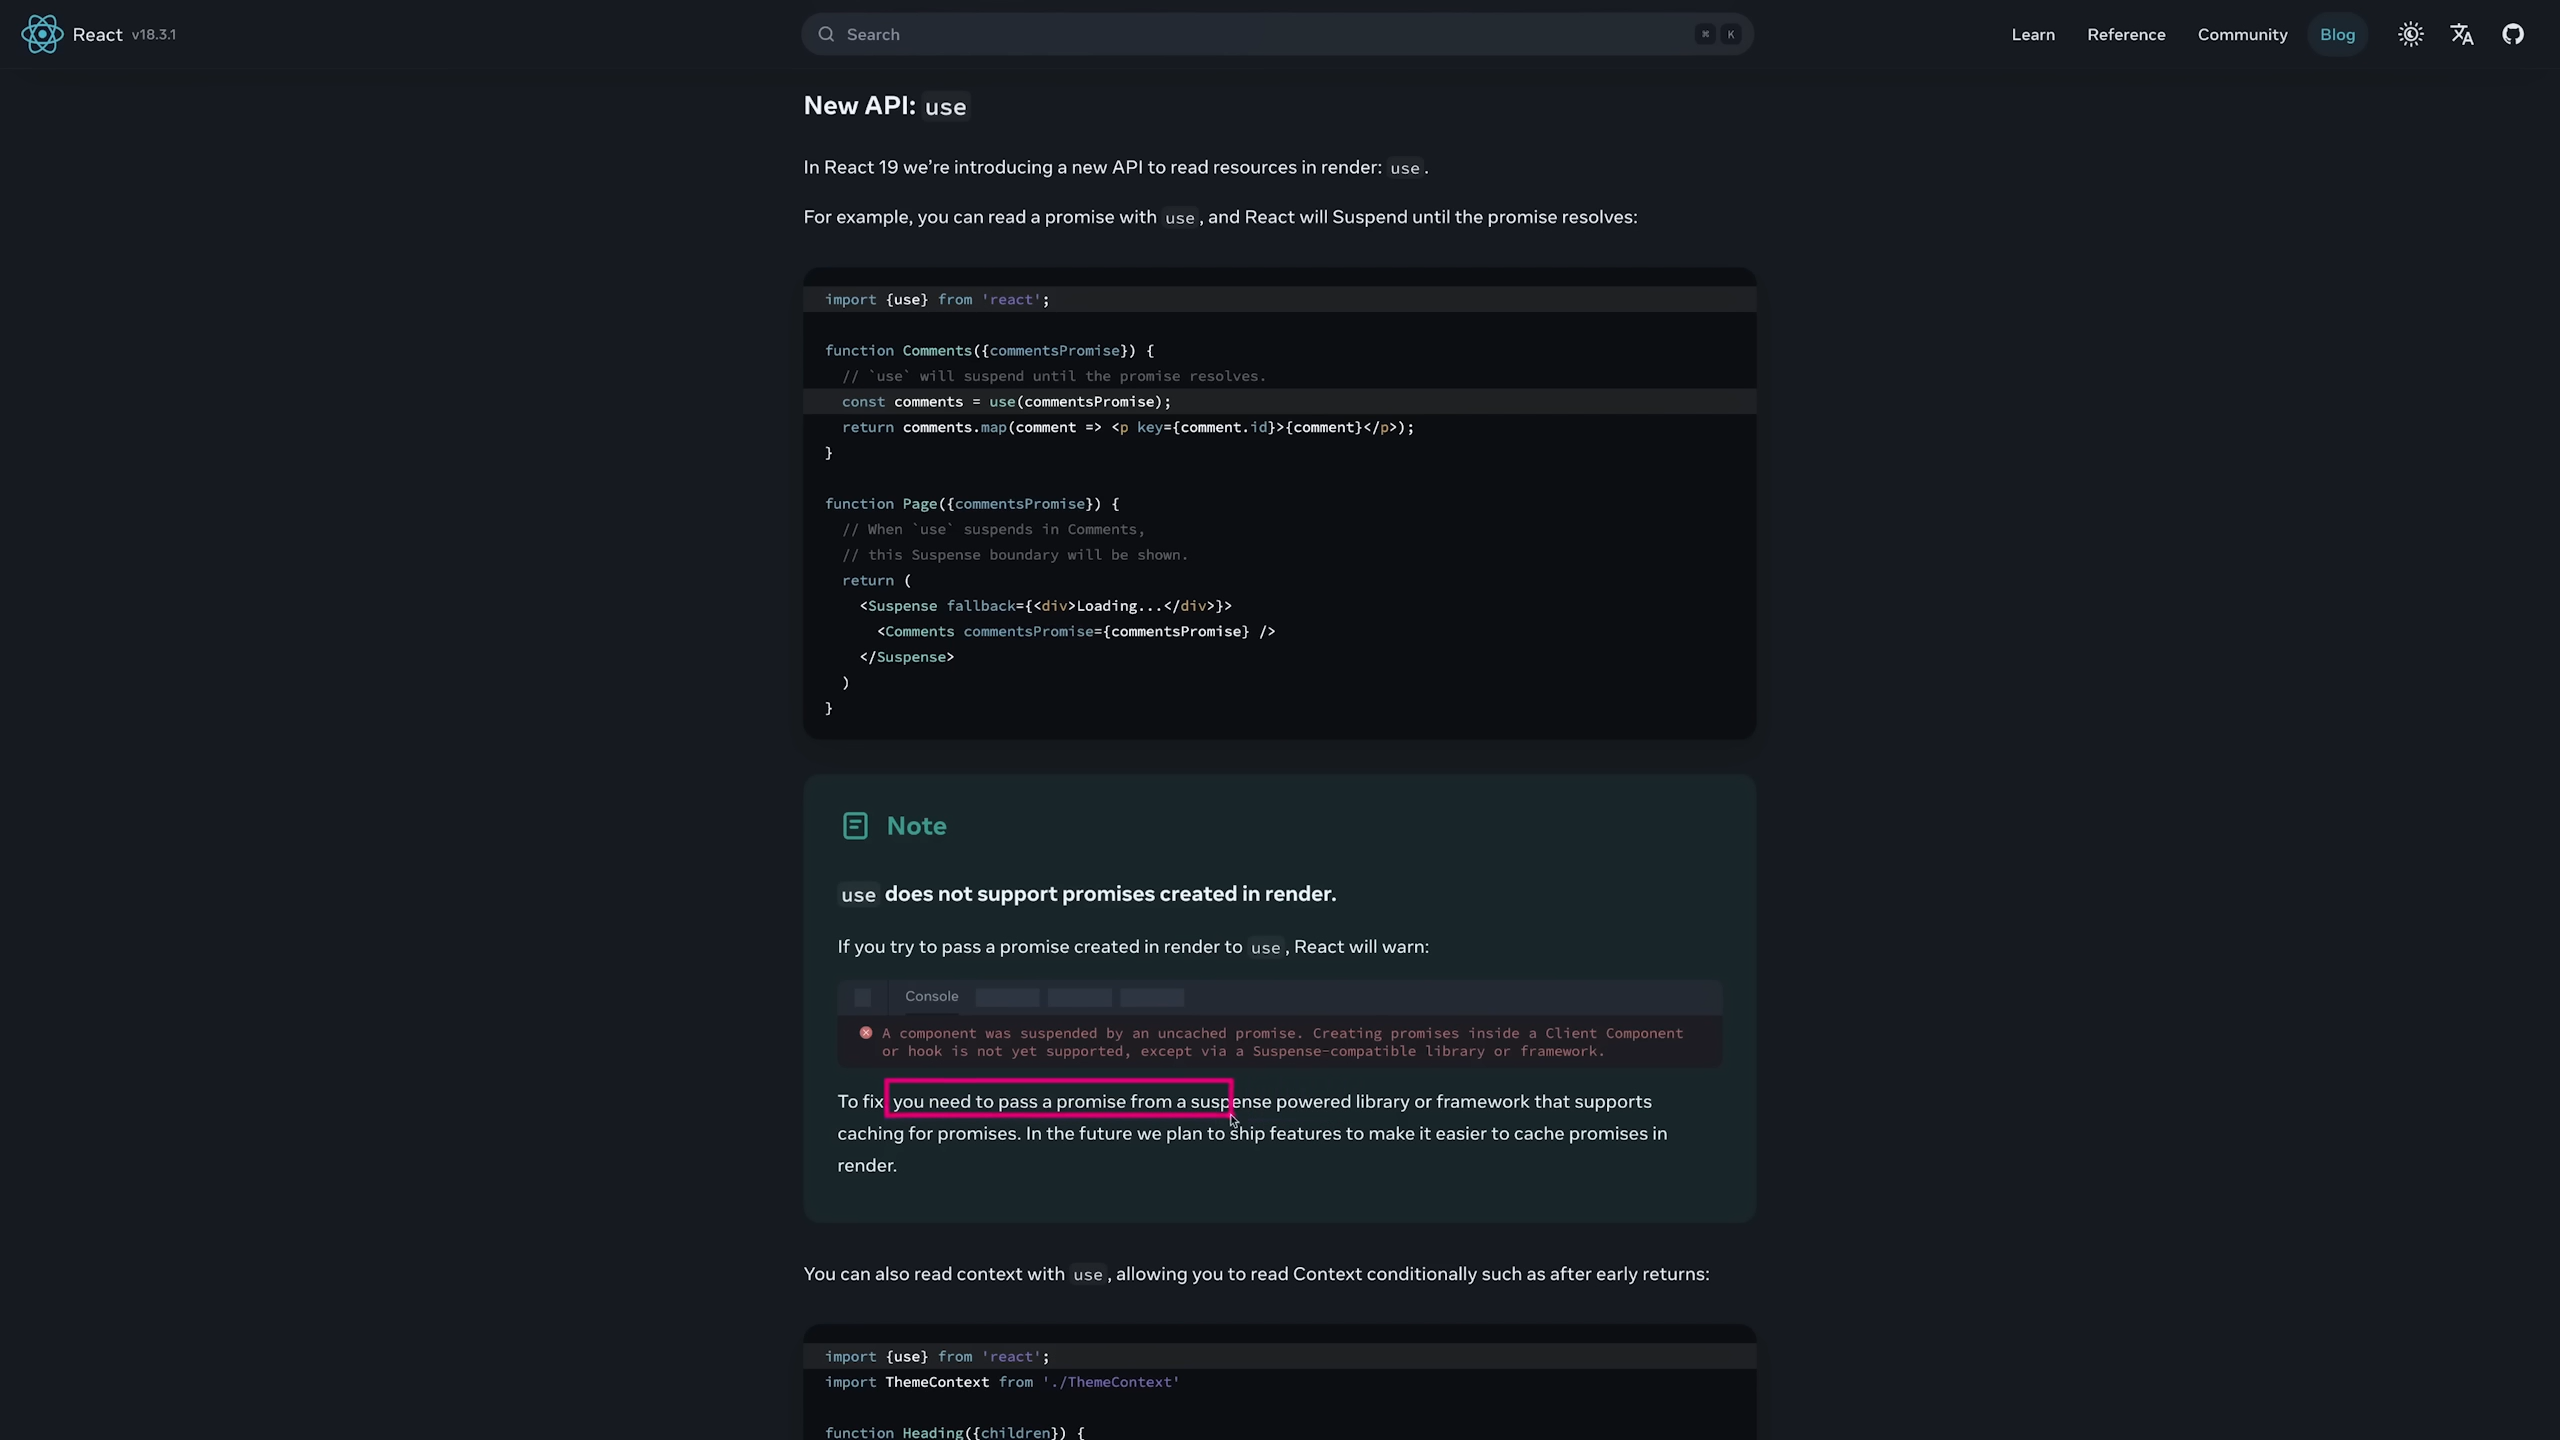 React v18.3.1
Search
⌘ K
Learn Reference Community Blog
New API: use
In React 19 we’re introducing a new API to read resources in render: use.
For example, you can read a promise with use, and React will Suspend until the promise resolves:
import {use} from 'react';
function Comments({commentsPromise}) {
// `use` will suspend until the promise resolves.
const comments = use(commentsPromise);
return comments.map(comment => <p key={comment.id}>{comment}</p>);
}
function Page({commentsPromise}) {
// When `use` suspends in Comments,
// this Suspense boundary will be shown.
return (
<Suspense fallback={<div>Loading...</div>}>
<Comments commentsPromise={commentsPromise} />
</Suspense>
)
}
Note
use does not support promises created in render.
If you try to pass a promise created in render to use, React will warn:
Console
A component was suspended by an uncached promise. Creating promises inside a Client Component
or hook is not yet supported, except via a Suspense-compatible library or framework.
To fix you need to pass a promise from a suspense powered library or framework that supports
caching for promises. In the future we plan to ship features to make it easier to cache promises in
render.
You can also read context with use, allowing you to read Context conditionally such as after early returns:
import {use} from 'react';
import ThemeContext from './ThemeContext'
function Heading({children}) {